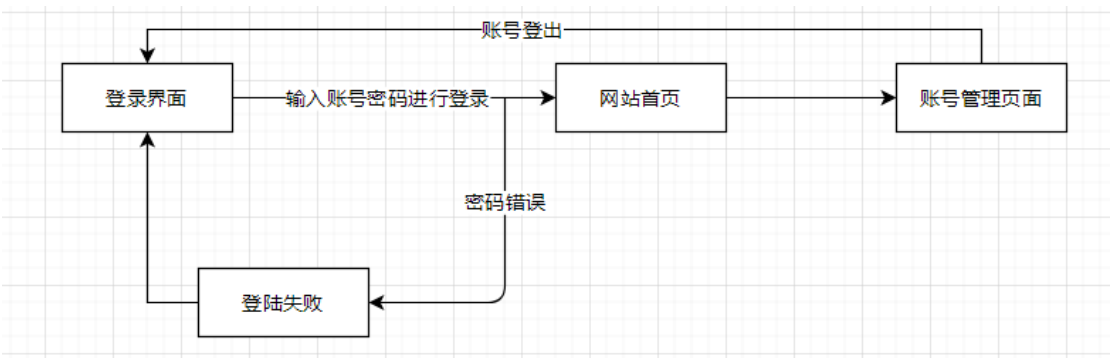 账号登出
登录界面
输入账号密码进行登录
网站首页
账号管理页面
密码错误
登陆失败